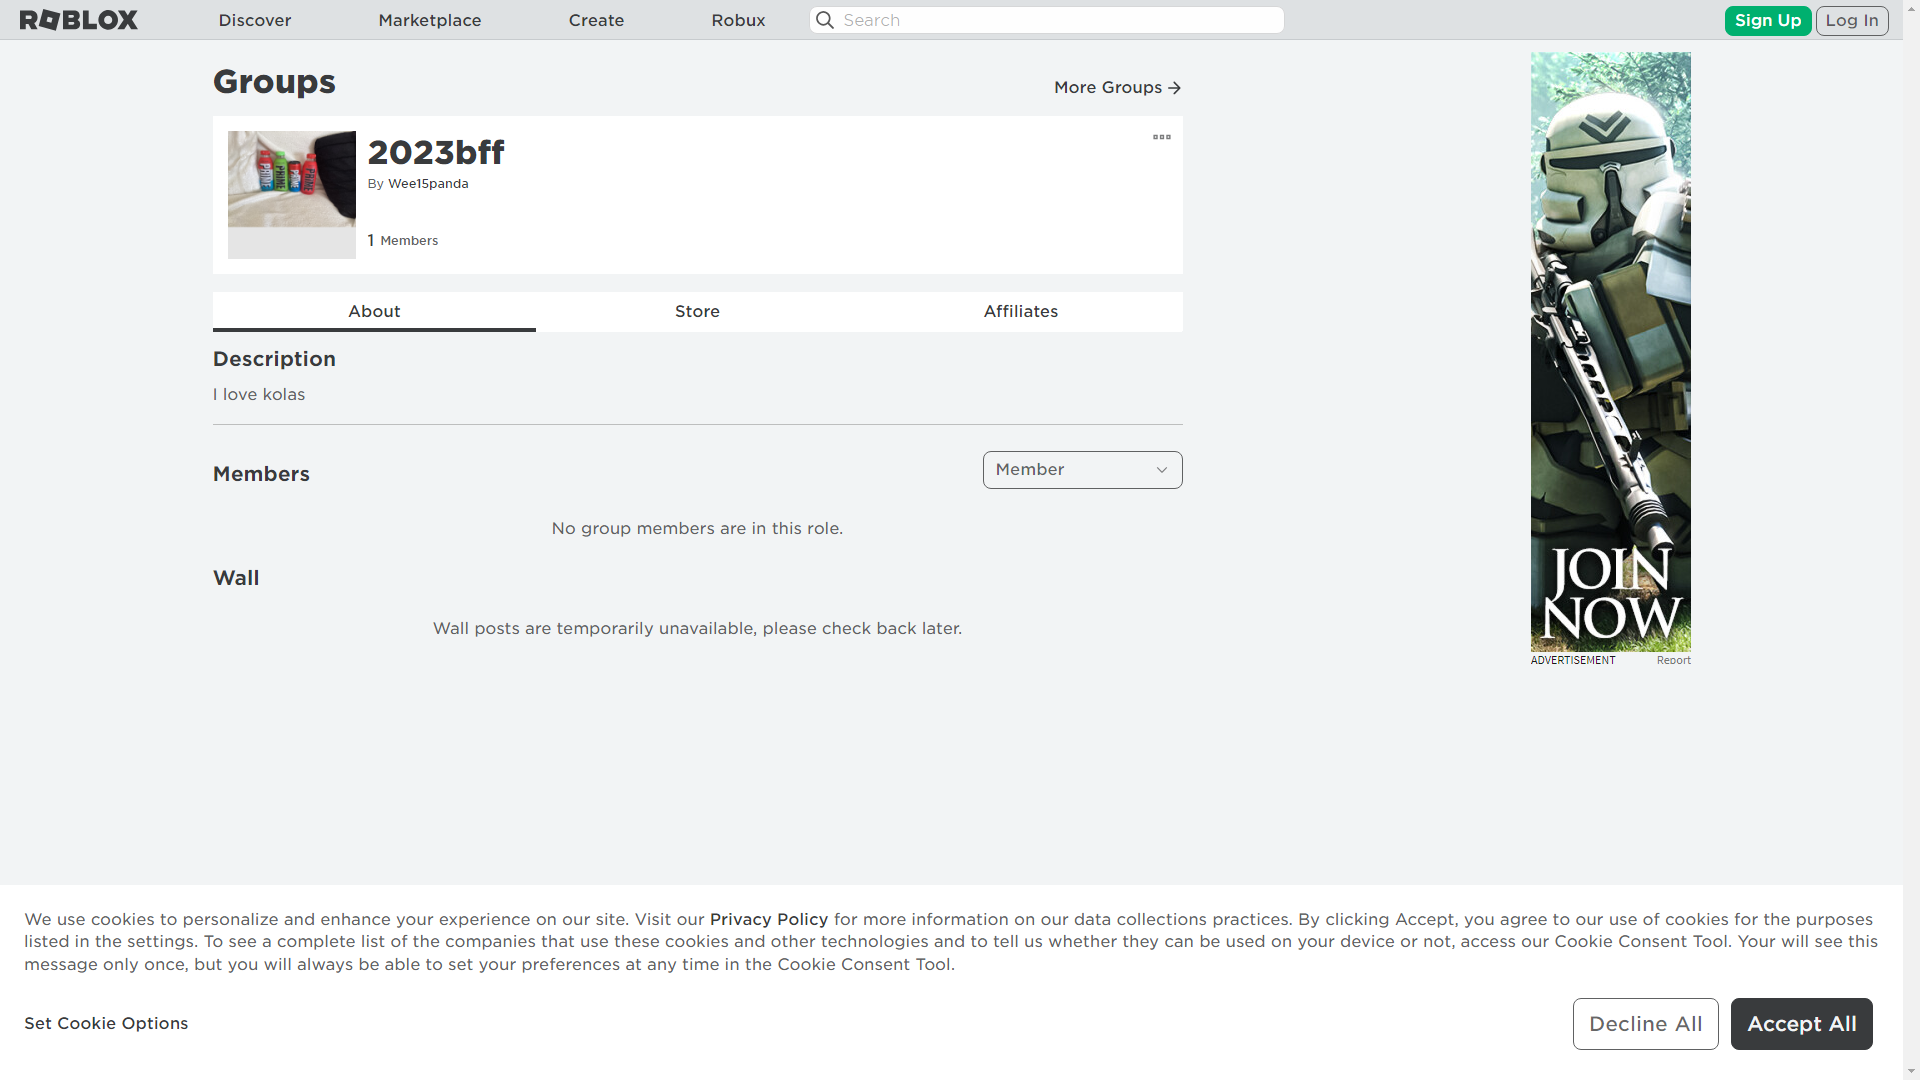 ROBLOX
Discover
Marketplace
Create
Robux
Search
Sign Up
Log In
Groups
More Groups
2023bff
By Wee15panda
1 Members
PRIME
About
Store
Affiliates
Description
I love kolas
Members
Member
No group members are in this role.
Wall
Wall posts are temporarily unavailable, please check back later.
JOIN
NOW
ADVERTISEMENT
Report
We use cookies to personalize and enhance your experience on our site. Visit our Privacy Policy for more information on our data collections practices. By clicking Accept, you agree to our use of cookies for the purposes
listed in the settings. To see a complete list of the companies that use these cookies and other technologies and to tell us whether they can be used on your device or not, access our Cookie Consent Tool. Your will see this
message only once, but you will always be able to set your preferences at any time in the Cookie Consent Tool.
Set Cookie Options
Decline All
Accept All